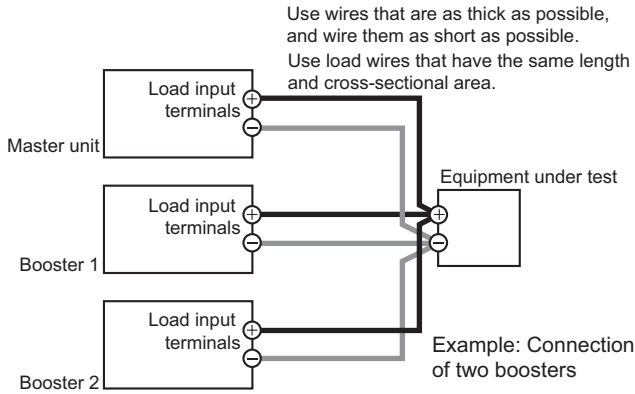 Use wires that are as thick as possible,
and wire them as short as possible.
Use load wires that have the same length
and cross-sectional area.
Load input
terminals
+
−
Master unit
Equipment under test
Load input
terminals
+
−
+
−
Booster 1
Load input
terminals
+
−
Example: Connection
of two boosters
Booster 2